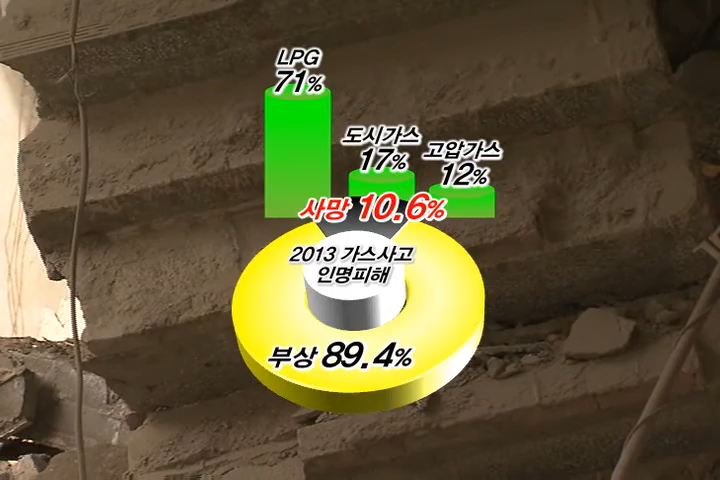 LPG
71%
도시가스
17%
고압가스
12%
사망 10.6%
2013 가스사고
인명피해
부상 89.4%